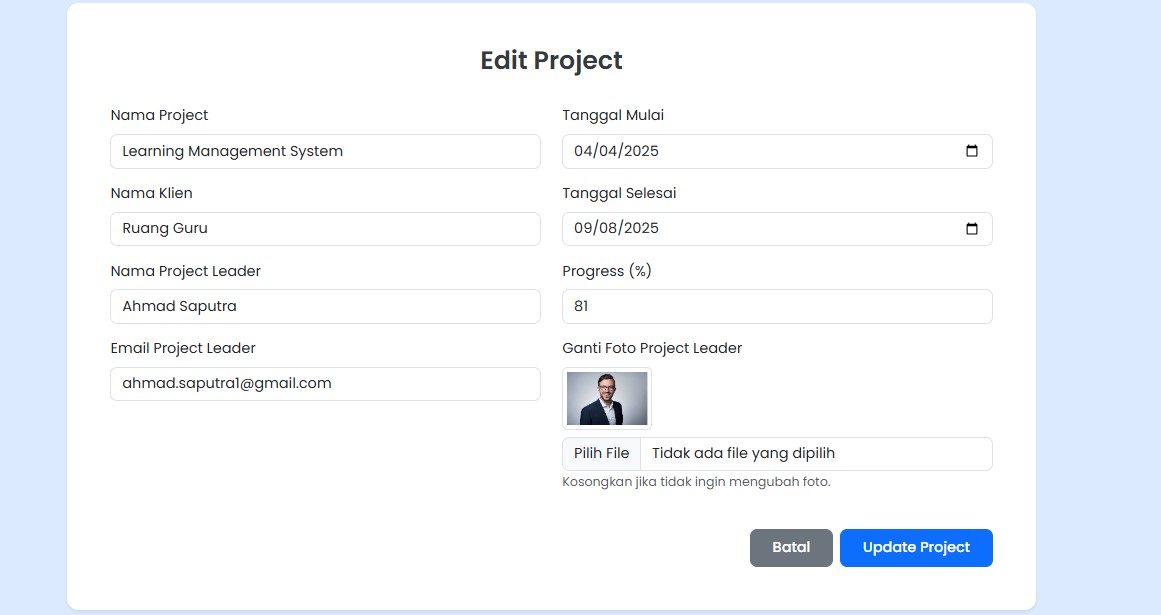 Edit Project
Nama Project
Learning Management System
Nama Klien
Ruang Guru
Nama Project Leader
Ahmad Saputra
Email Project Leader
ahmad.saputra1@gmail.com
Tanggal Mulai
04/04/2025
Tanggal Selesai
09/08/2025
Progress (%)
81
Ganti Foto Project Leader
Pilih File Tidak ada file yang dipilih
Kosongkan jika tidak ingin mengubah foto.
Batal Update Project